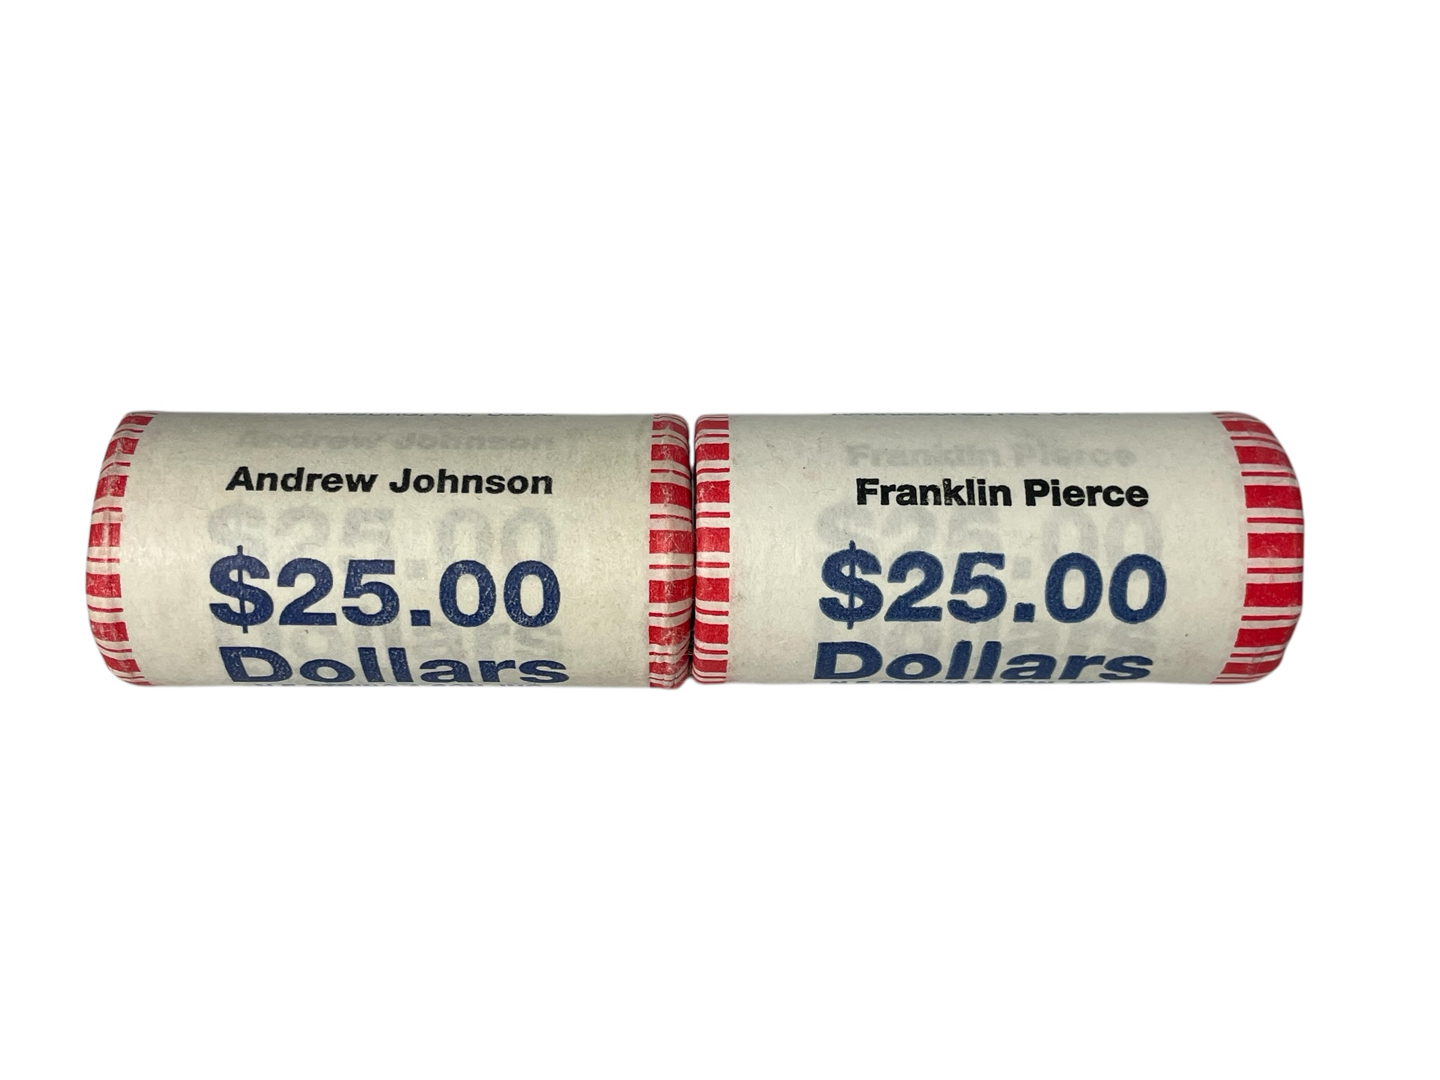 Andrew Johnson
$25.00
Dollars
Franklin Pierce
$25.00
Dollars